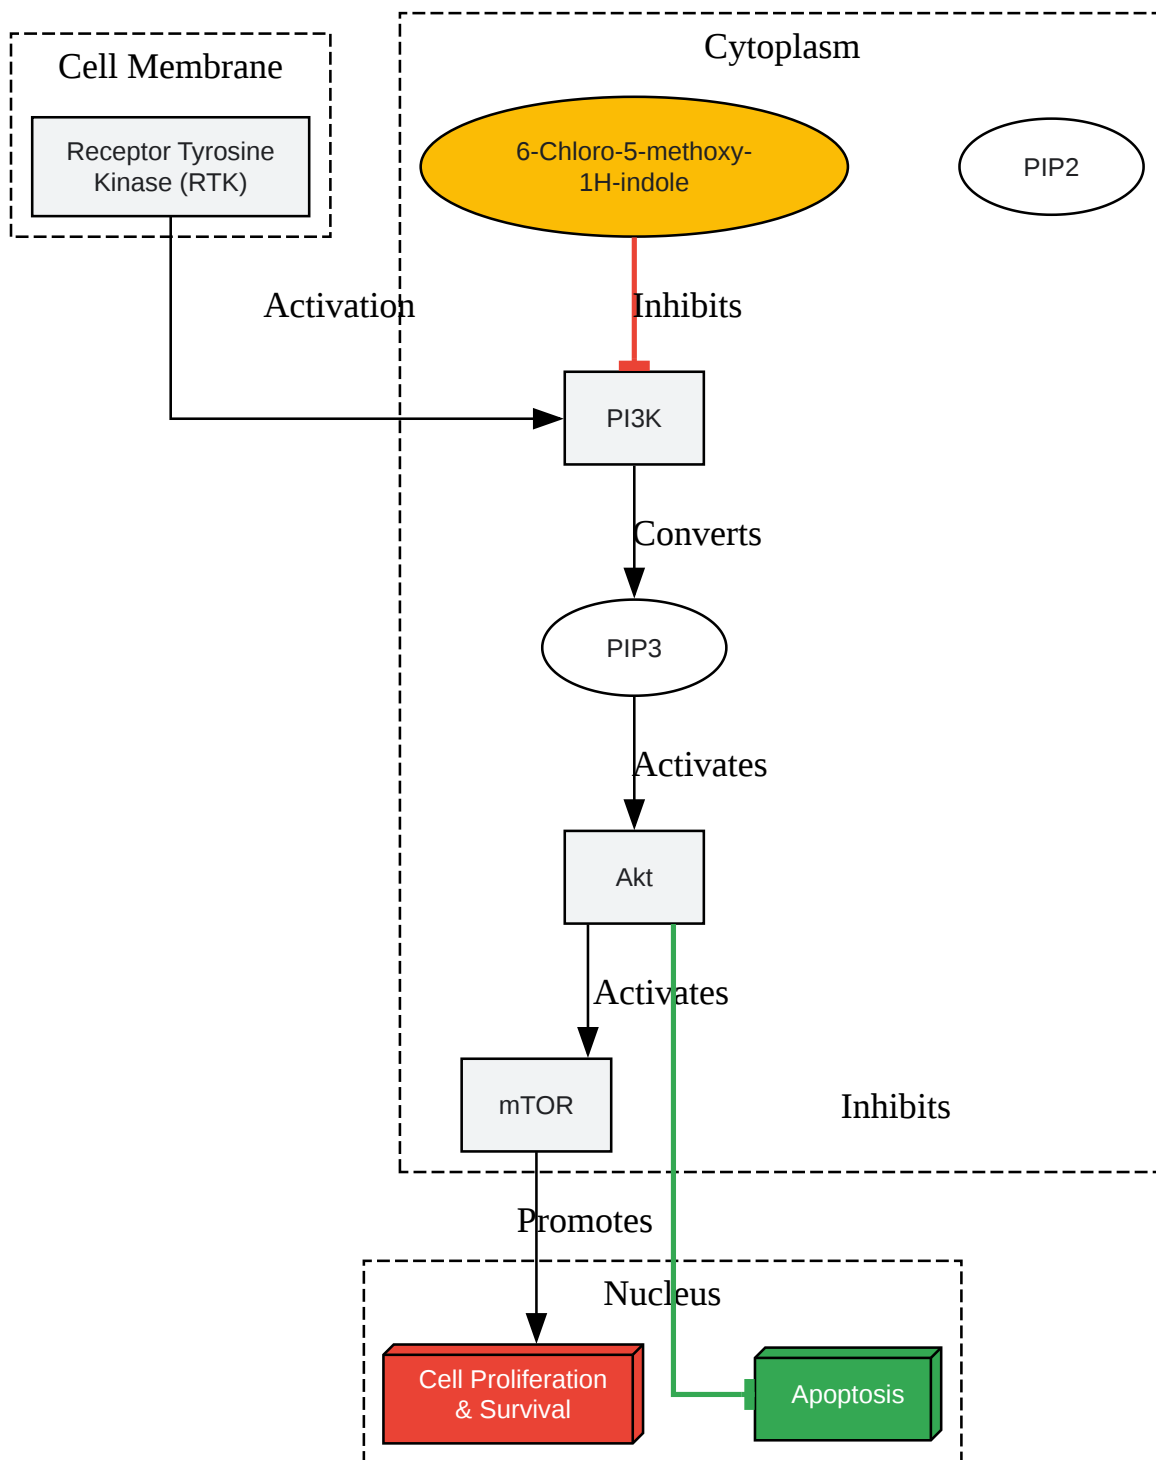 Cytoplasm
Cell Membrane
Receptor Tyrosine
Kinase (RTK)
6-Chloro-5-methoxy-
1H-indole
PIP2
Activation
Inhibits
PI3K
Converts
PIP3
Activates
Akt
Activates
mTOR
Inhibits
Promotes
Nucleus
Cell Proliferation
& Survival
Apoptosis